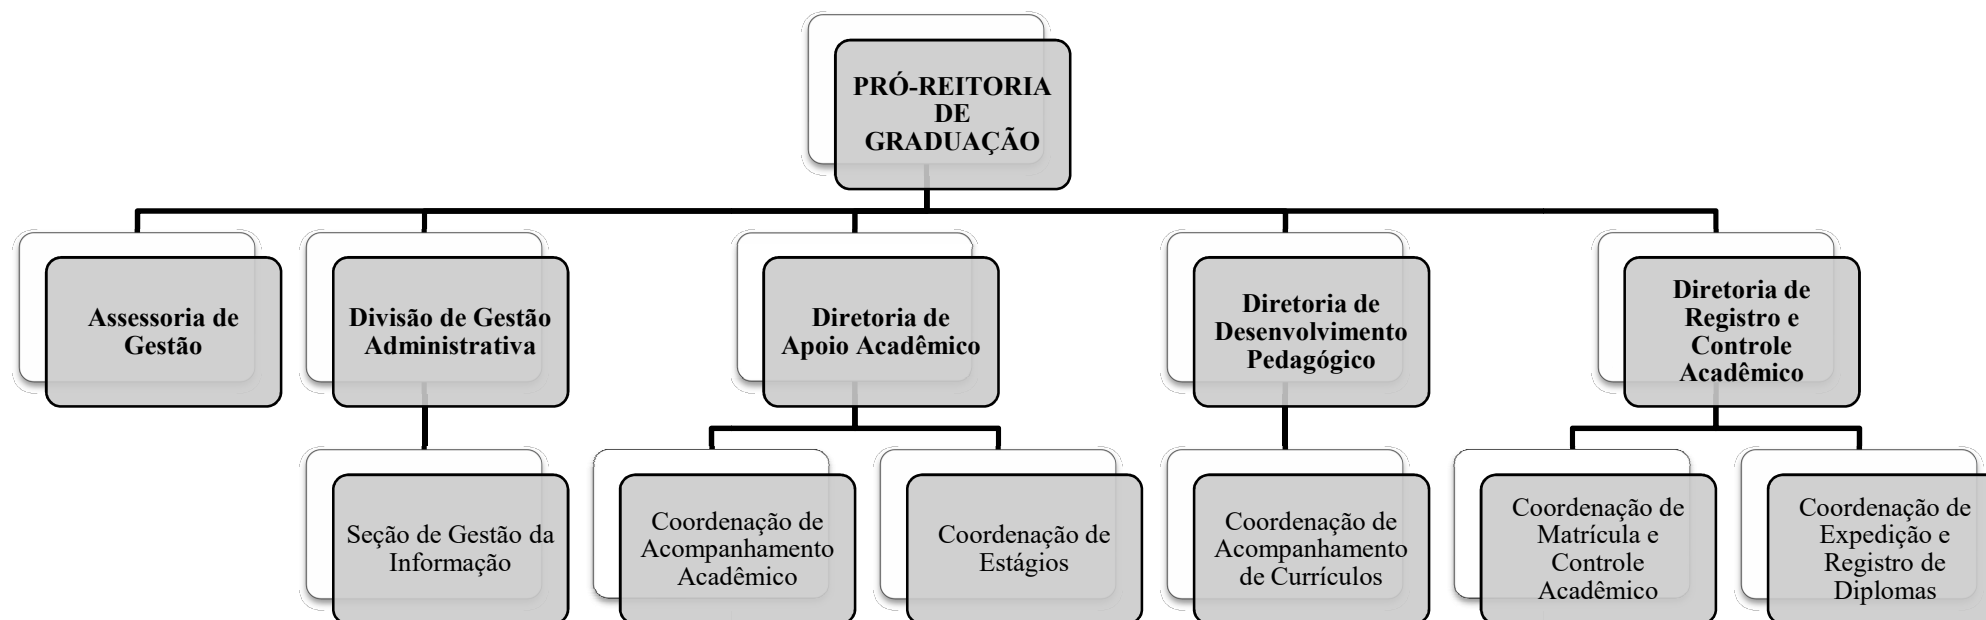 PRÓ-REITORIA
DE
GRADUAÇÃO
Assessoria de
Gestão
Divisão de Gestão
Administrativa
Diretoria de
Apoio Acadêmico
Diretoria de
Desenvolvimento
Pedagógico
Diretoria de
Registro e
Controle
Acadêmico
Seção de Gestão da
Informação
Coordenação de
Acompanhamento
Acadêmico
Coordenação de
Estágios
Coordenação de
Acompanhamento
de Currículos
Coordenação de
Matrícula e
Controle
Acadêmico
Coordenação de
Expedição e
Registro de
Diplomas